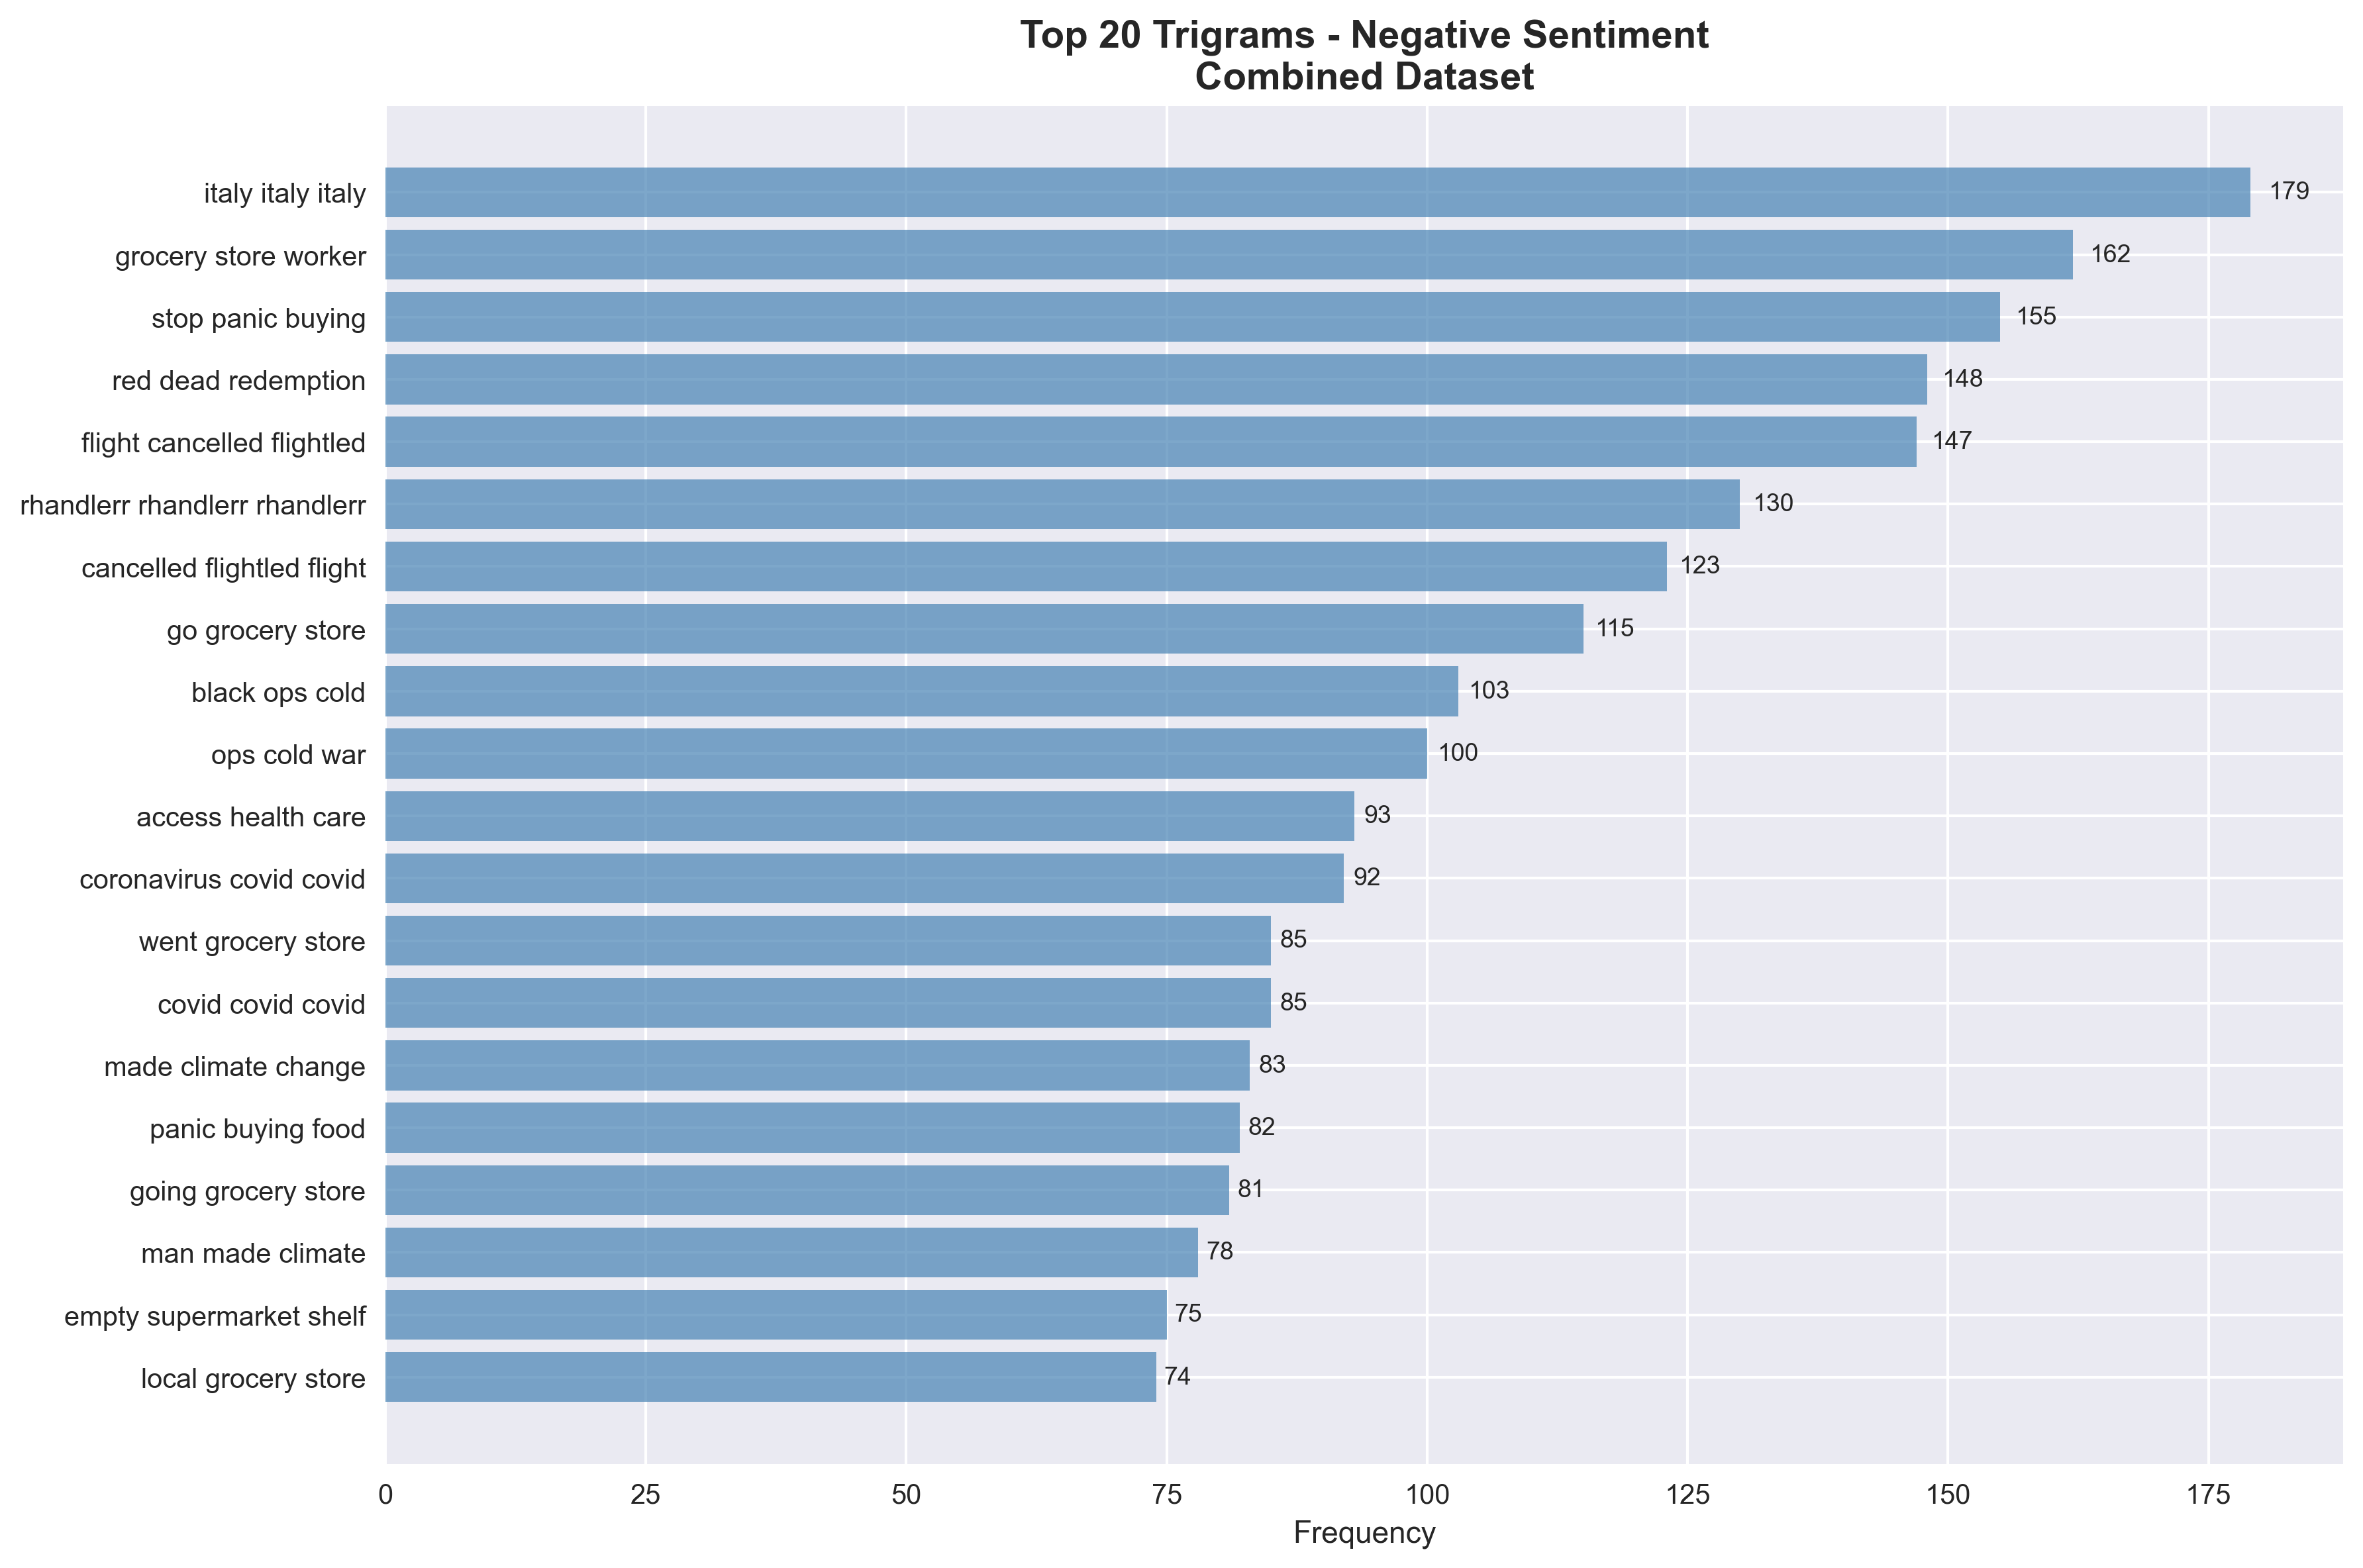 Top 20 Trigrams - Negative Sentiment
Combined Dataset
italy italy italy 179
grocery store worker 162
stop panic buying 155
red dead redemption 148
flight cancelled flightled 147
rhandlerr rhandlerr rhandlerr 130
cancelled flightled flight 123
go grocery store 115
black ops cold 103
ops cold war 100
access health care 93
coronavirus covid covid 92
went grocery store 85
covid covid covid 85
made climate change 83
panic buying food 82
going grocery store 81
man made climate 78
empty supermarket shelf 75
local grocery store 74
0 25 50 75 100 125 150 175
Frequency